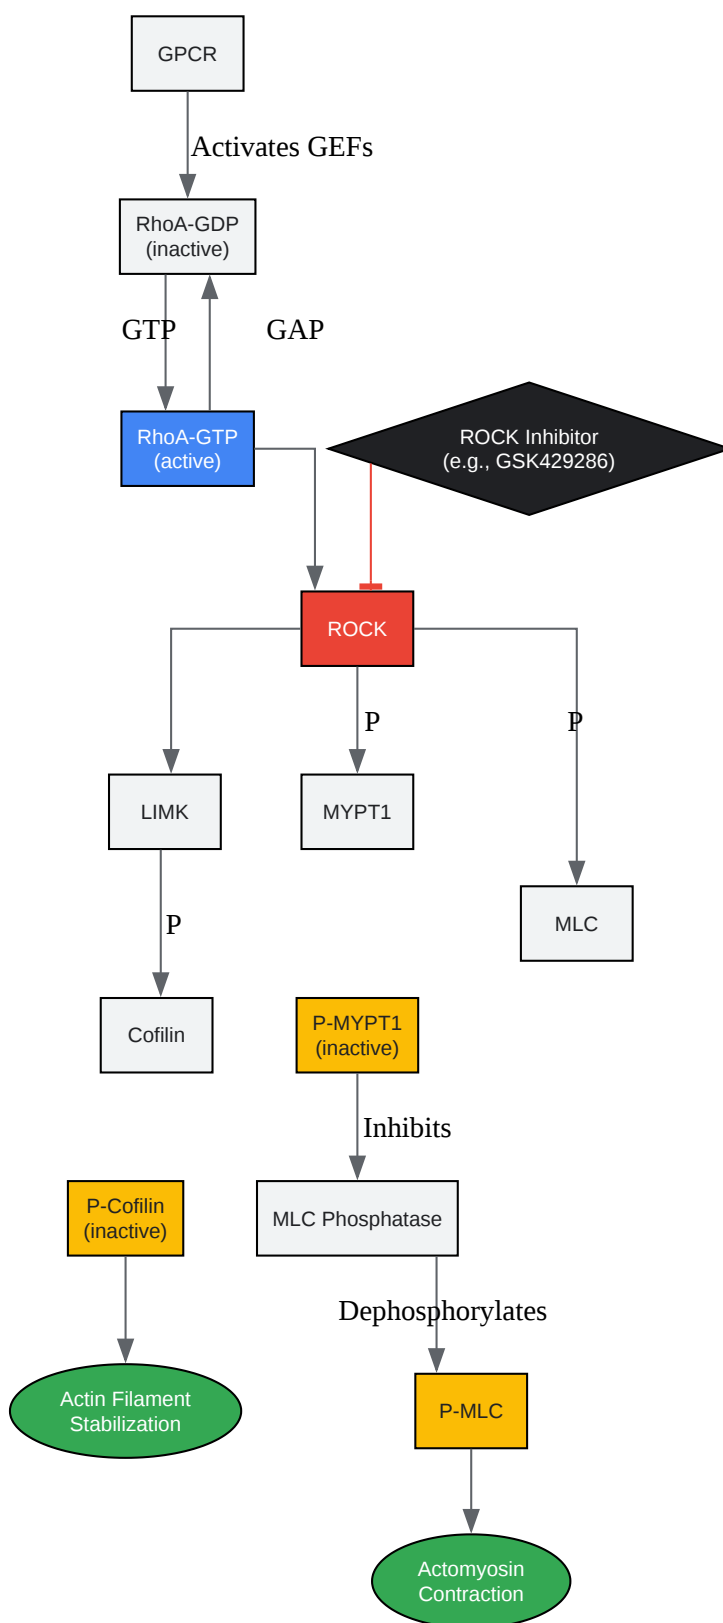 GPCR
Activates GEFs
RhoA-GDP
(inactive)
GTP
GAP
RhoA-GTP
(active)
ROCK Inhibitor
(e.g., GSK429286)
ROCK
P
P
LIMK
MYPT1
MLC
P
Cofilin
P-MYPT1
(inactive)
Inhibits
P-Cofilin
(inactive)
MLC Phosphatase
Dephosphorylates
Actin Filament
Stabilization
P-MLC
Actomyosin
Contraction